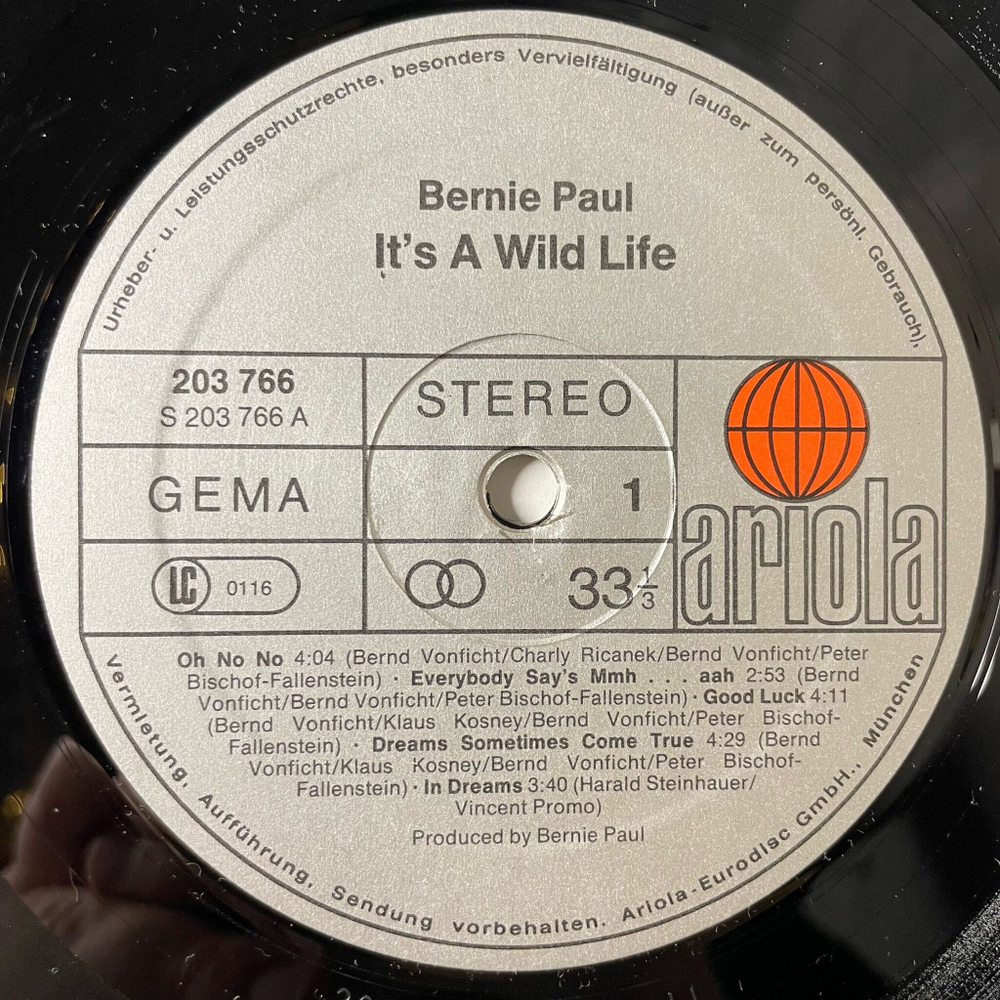 Urheber- u. Leistungsschutzrechte, besonders Vervielfältigung (außer zum persönl. Gebrauch),
Bernie Paul
It's A Wild Life
203 766
S 203 766 A
STEREO
GEMA
1
LC 0116
33 1/3
ariola
Oh No No 4:04 (Bernd Vonficht/Charly Ricanek/Bernd Vonficht/Peter
Bischof-Fallenstein) · Everybody Say's Mmh . . . aah 2:53 (Bernd
Vonficht/Bernd Vonficht/Peter Bischof-Fallenstein) · Good Luck 4:11
(Bernd Vonficht/Klaus Kosney/Bernd Vonficht/Peter Bischof-
Fallenstein) · Dreams Sometimes Come True 4:29 (Bernd
Vonficht/Klaus Kosney/Bernd Vonficht/Peter Bischof-
Fallenstein) · In Dreams 3:40 (Harald Steinhauer/
Vincent Promo)
Produced by Bernie Paul
Vermietung, Aufführung, Sendung vorbehalten. Ariola-Eurodisc GmbH., München